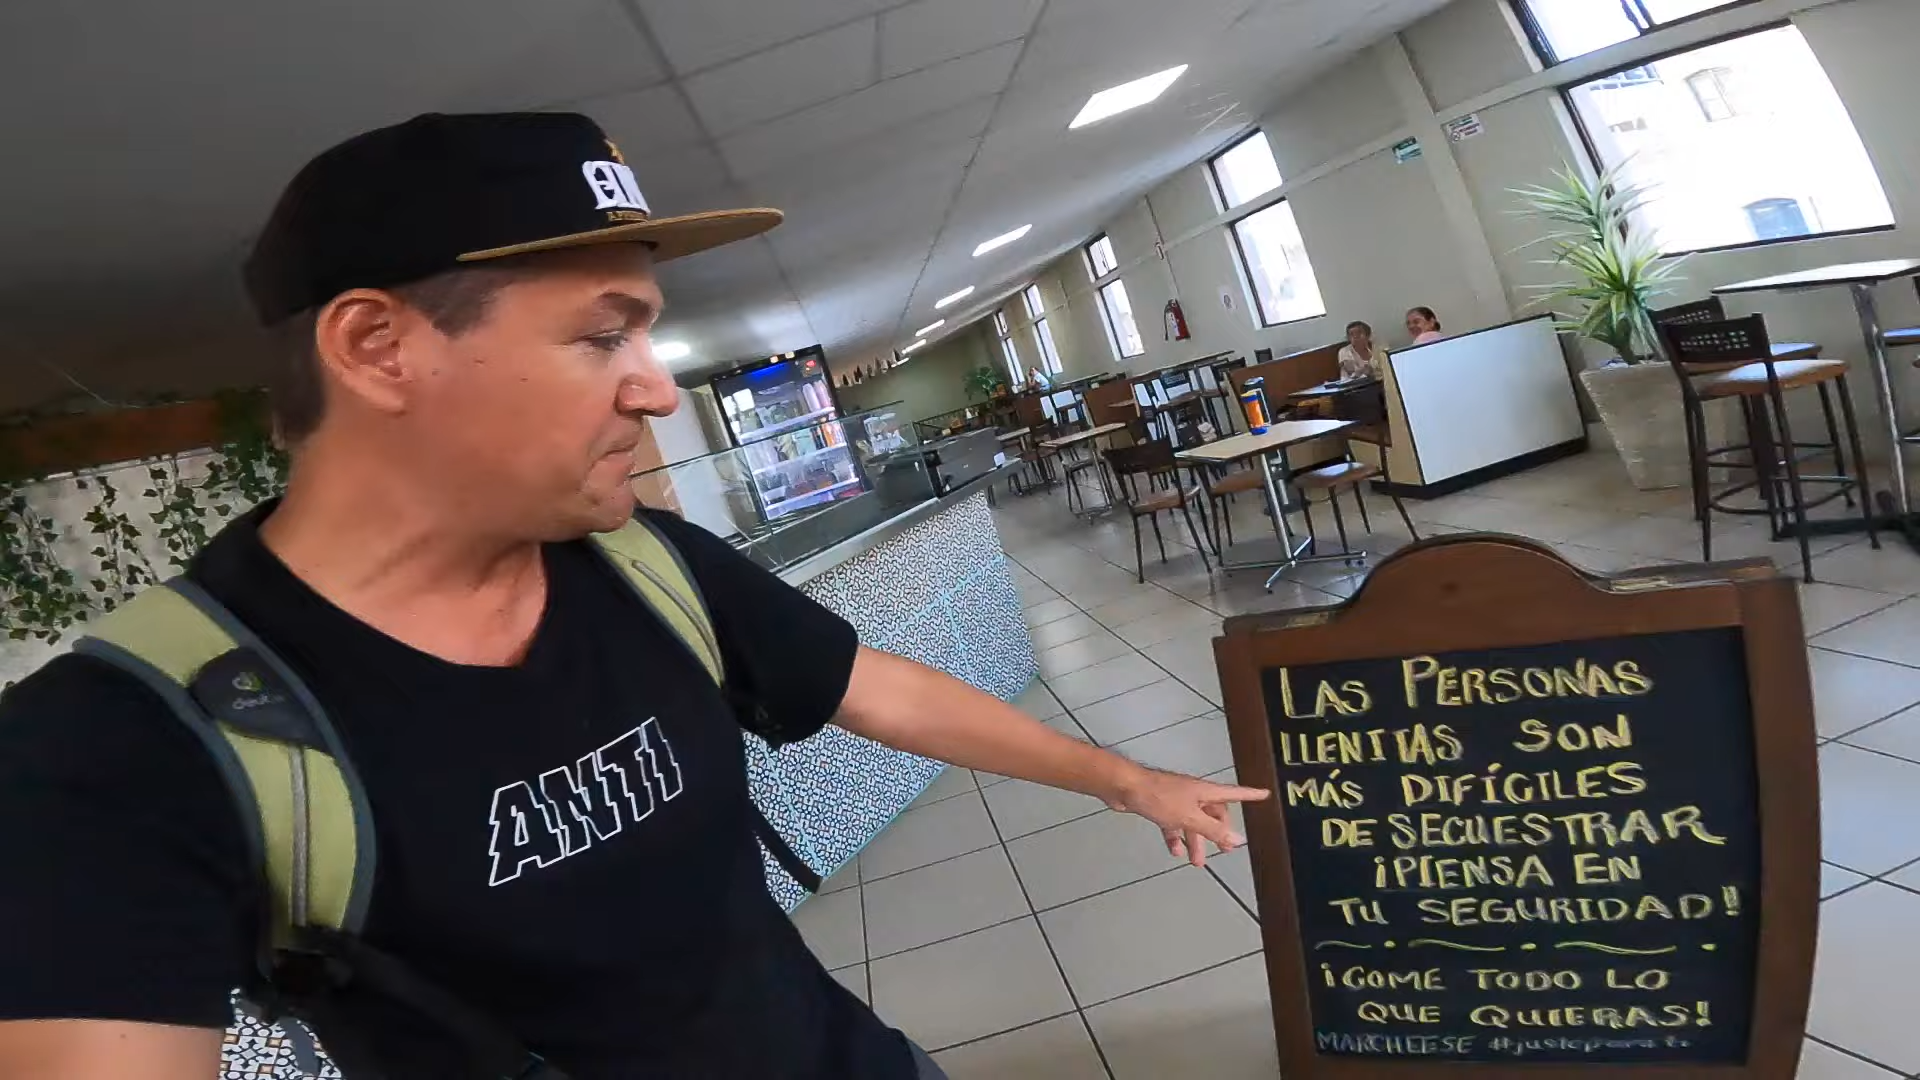 ANTI
deuter
LAS PERSONAS
LLENITAS SON
MÁS DIFÍCILES
DE SECUESTRAR
¡PIENSA EN
TU SEGURIDAD!
¡COME TODO LO
QUE QUIERAS!
MARCHEESE